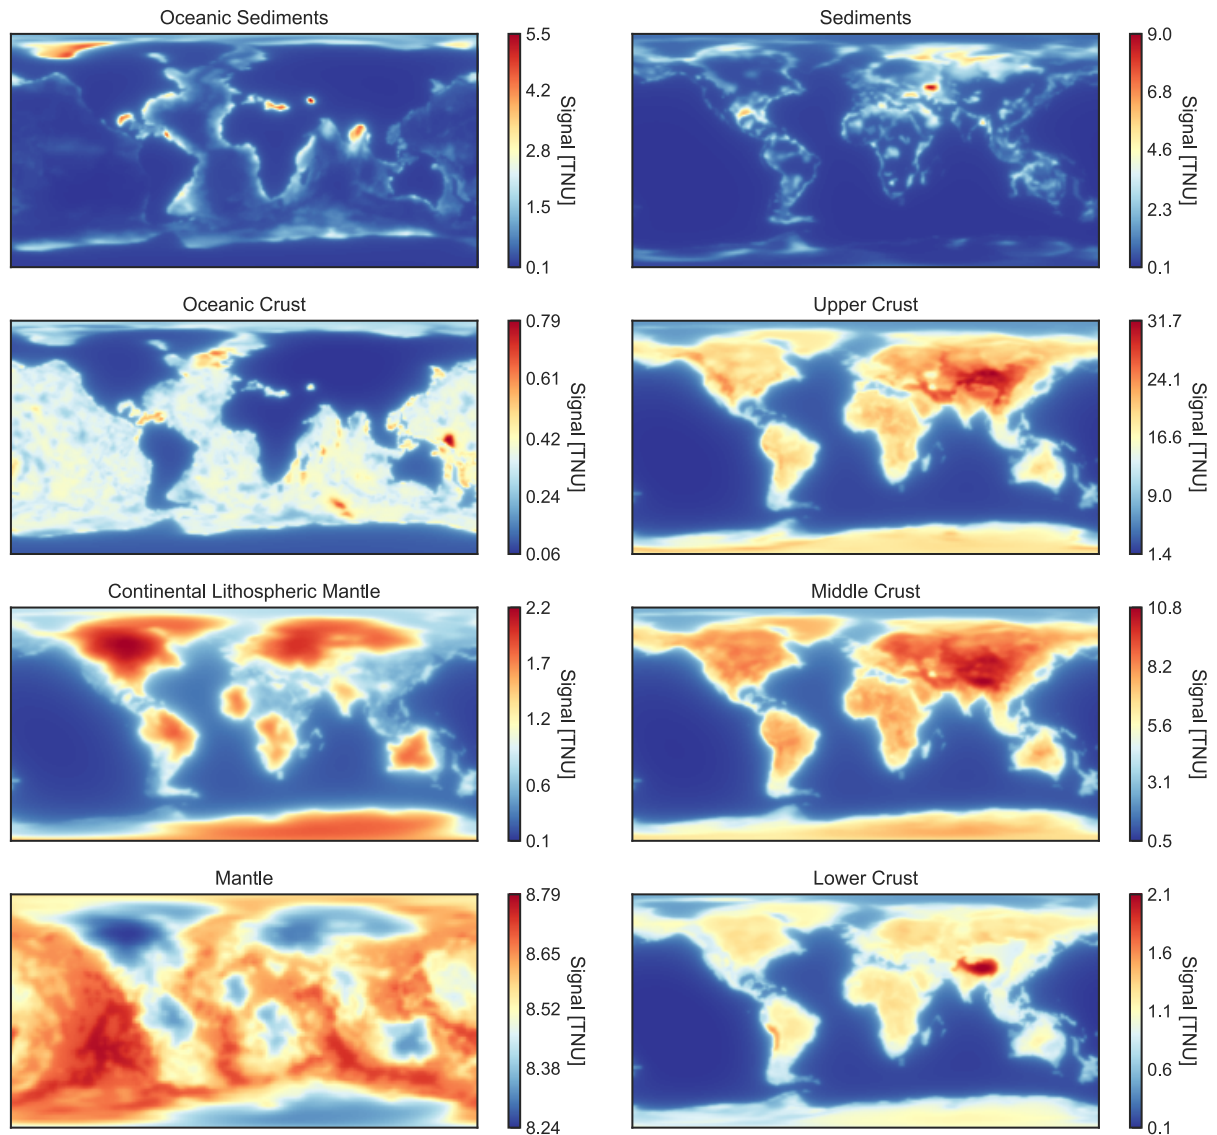 Oceanic Sediments
5.5
4.2
2.8
1.5
0.1
Signal [TNU]
Sediments
9.0
6.8
4.6
2.3
0.1
Signal [TNU]
Oceanic Crust
0.79
0.61
0.42
0.24
0.06
Signal [TNU]
Upper Crust
31.7
24.1
16.6
9.0
1.4
Signal [TNU]
Continental Lithospheric Mantle
2.2
1.7
1.2
0.6
0.1
Signal [TNU]
Middle Crust
10.8
8.2
5.6
3.1
0.5
Signal [TNU]
Mantle
8.79
8.65
8.52
8.38
8.24
Signal [TNU]
Lower Crust
2.1
1.6
1.1
0.6
0.1
Signal [TNU]